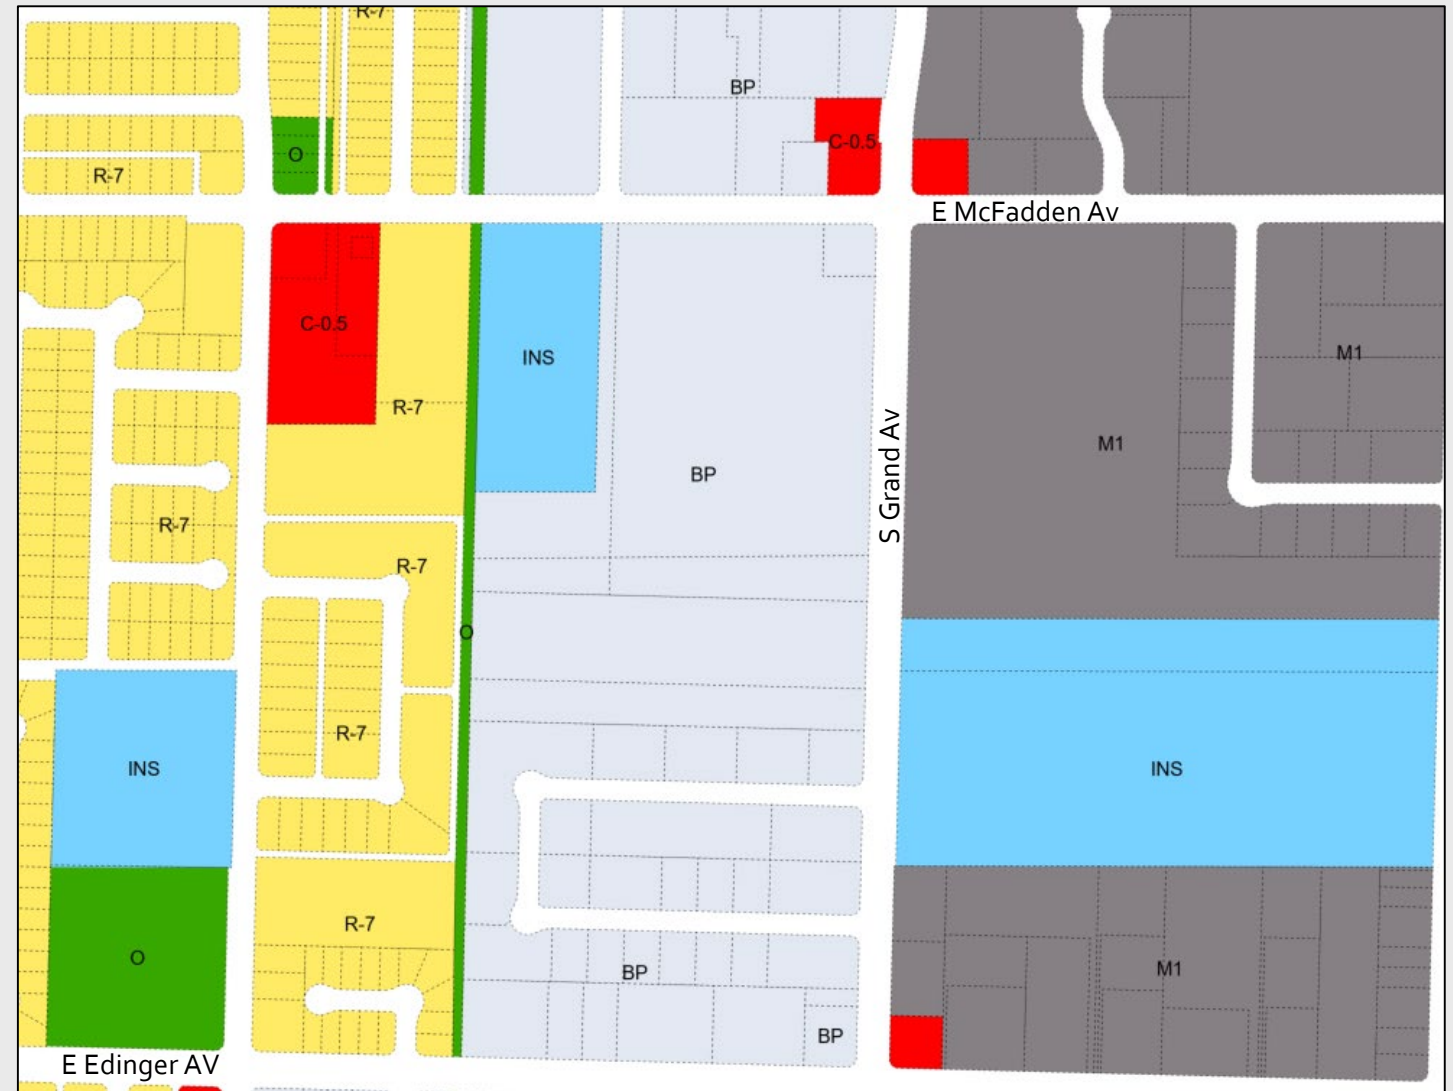 R-7
BP
C-0.5
O
R-7
E McFadden Av
C-0.5
INS
M1
R-7
M1
S Grand Av
BP
R-7
R-7
O
R-7
INS
INS
R-7
O
BP
M1
BP
E Edinger AV